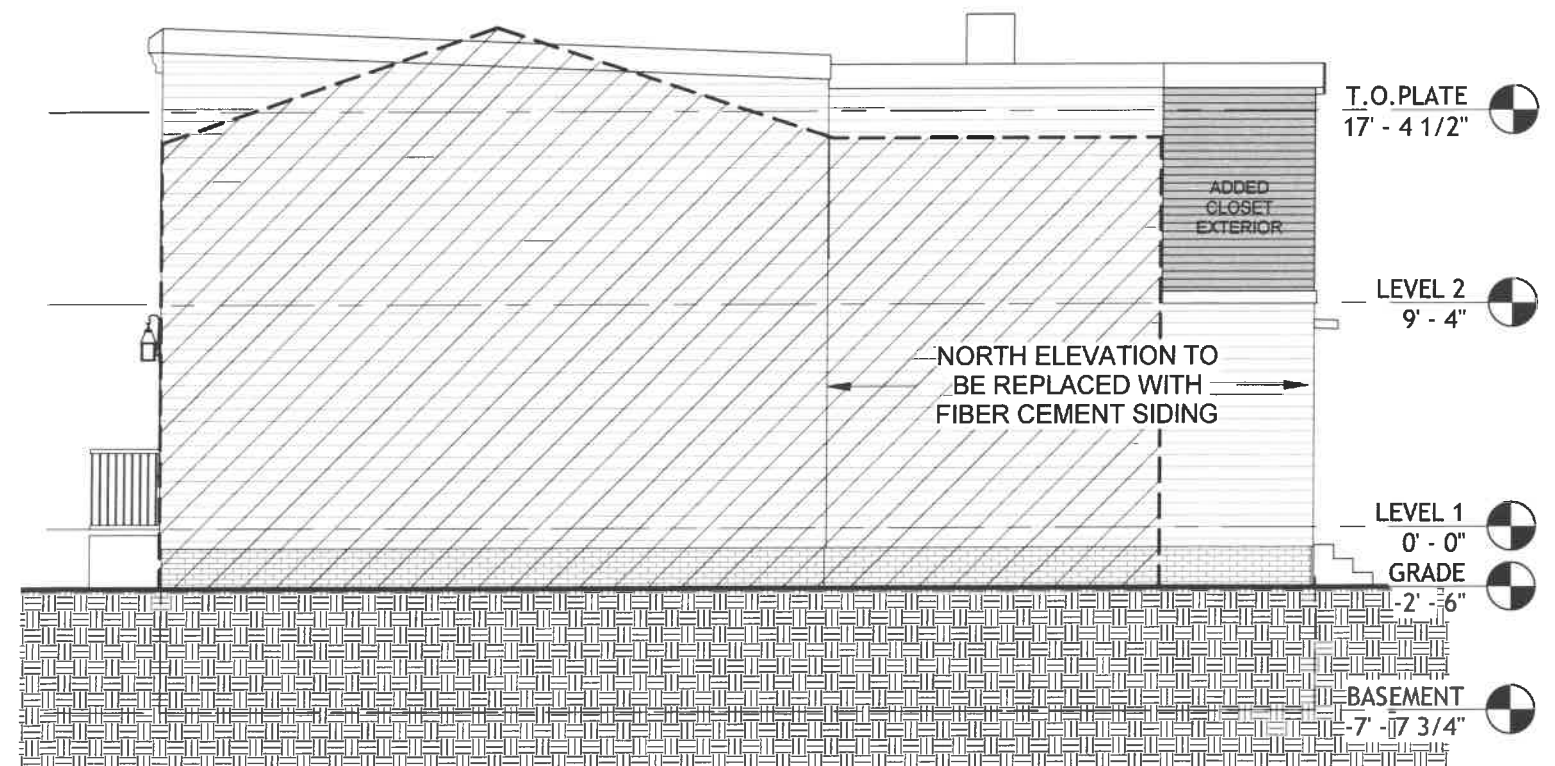 T.O.PLATE
17' - 4 1/2"
ADDED
CLOSET
EXTERIOR
LEVEL 2
9' - 4"
NORTH ELEVATION TO
BE REPLACED WITH
FIBER CEMENT SIDING
LEVEL 1
0' - 0"
GRADE
-2' - 6"
BASEMENT
-7' - 7 3/4"